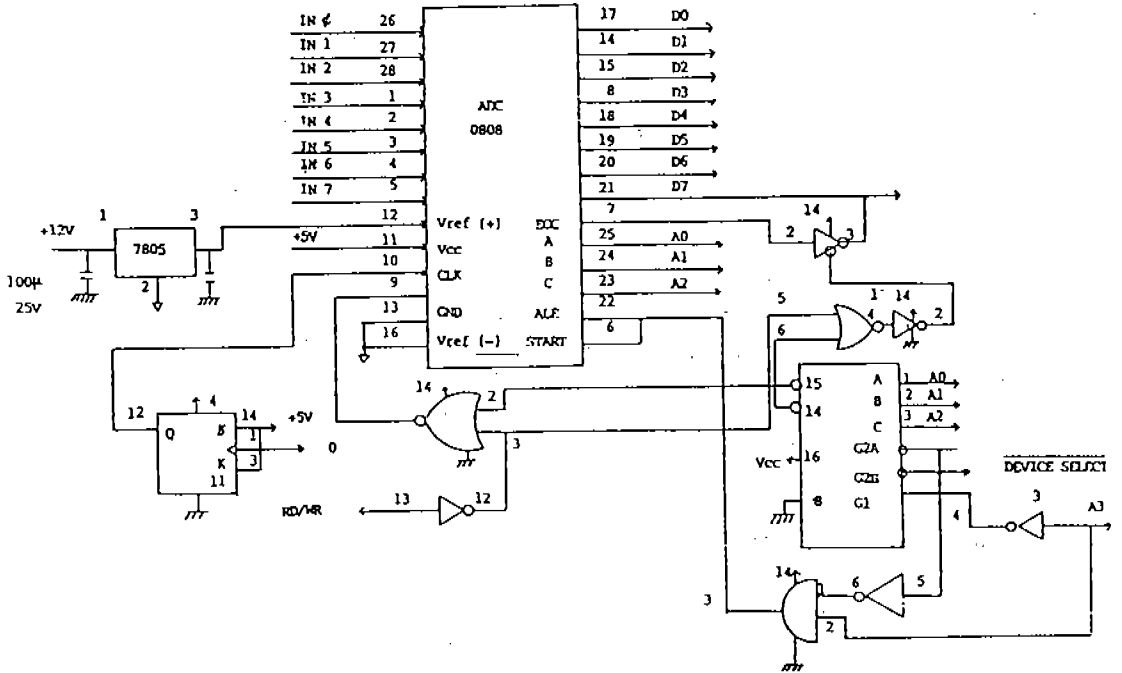 IN ¢ 26
IN 1 27
IN 2 28
IN 3 1
IN 4 2
IN 5 3
IN 6 4
IN 7 5
ADC
0808
17 D0
14 D1
15 D2
8 D3
18 D4
19 D5
20 D6
21 D7
12 Vref (+)
+5V 11 Vcc
10 CLK
9
13 GND
16 Vref (-)
EOC 7
A 25 A0
B 24 A1
C 23 A2
ALE 22
START 6
+12V 1 7805 3
2
100µ
25V
2 14 3
5
6
4 1 14 2
14 2
3
12 Q
4
14 +5V
1
K 3
11
0
RD/WR 13 12
15 A 1 A0
14 B 2 A1
C 3 A2
Vcc 16 G2A
G2B
8 G1
DEVICE SELECT
4 3 A3
14 6 5
3
2